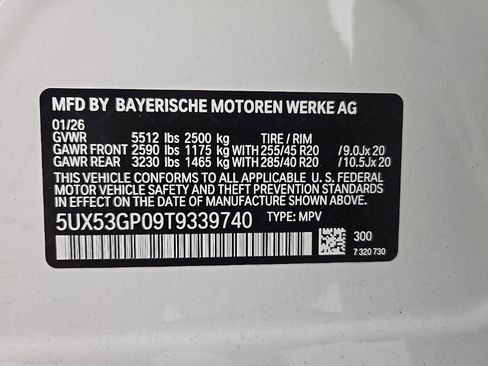 MFD BY BAYERISCHE MOTOREN WERKE AG
01/26
GVWR 5512 lbs 2500 kg TIRE / RIM
GAWR FRONT 2590 lbs 1175 kg WITH 255/45 R20 /9.0Jx 20
GAWR REAR 3230 lbs 1465 kg WITH 285/40 R20 /10.5Jx 20
THIS VEHICLE CONFORMS TO ALL APPLICABLE U. S. FEDERAL
MOTOR VEHICLE SAFETY AND THEFT PREVENTION STANDARDS
IN EFFECT ON THE DATE OF MANUFACTURE SHOWN ABOVE.
5UX53GP09T9339740 TYPE: MPV
300
7 320 730